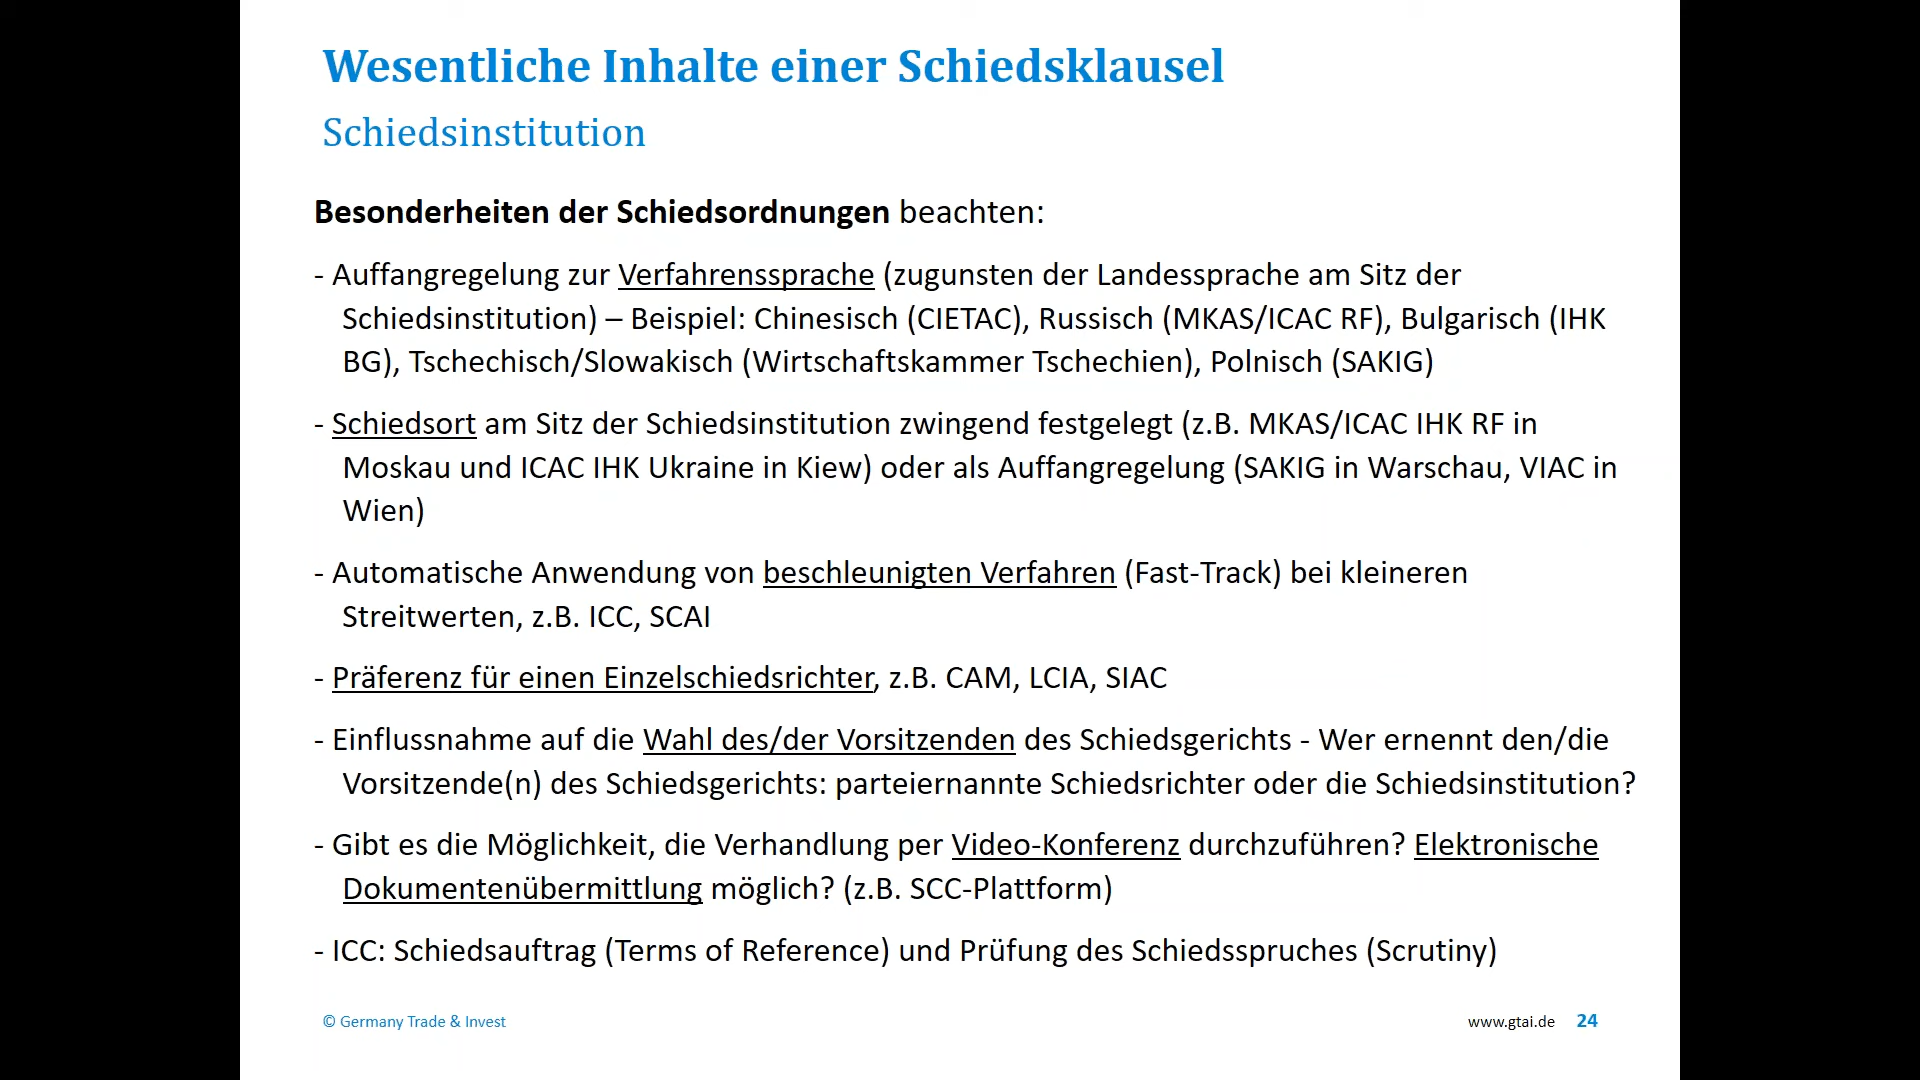 Wesentliche Inhalte einer Schiedsklausel
Schiedsinstitution
Besonderheiten der Schiedsordnungen beachten:
- Auffangregelung zur Verfahrenssprache (zugunsten der Landessprache am Sitz der
Schiedsinstitution) – Beispiel: Chinesisch (CIETAC), Russisch (MKAS/ICAC RF), Bulgarisch (IHK
BG), Tschechisch/Slowakisch (Wirtschaftskammer Tschechien), Polnisch (SAKIG)
- Schiedsort am Sitz der Schiedsinstitution zwingend festgelegt (z.B. MKAS/ICAC IHK RF in
Moskau und ICAC IHK Ukraine in Kiew) oder als Auffangregelung (SAKIG in Warschau, VIAC in
Wien)
- Automatische Anwendung von beschleunigten Verfahren (Fast-Track) bei kleineren
Streitwerten, z.B. ICC, SCAI
- Präferenz für einen Einzelschiedsrichter, z.B. CAM, LCIA, SIAC
- Einflussnahme auf die Wahl des/der Vorsitzenden des Schiedsgerichts - Wer ernennt den/die
Vorsitzende(n) des Schiedsgerichts: parteiernannte Schiedsrichter oder die Schiedsinstitution?
- Gibt es die Möglichkeit, die Verhandlung per Video-Konferenz durchzuführen? Elektronische
Dokumentenübermittlung möglich? (z.B. SCC-Plattform)
- ICC: Schiedsauftrag (Terms of Reference) und Prüfung des Schiedsspruches (Scrutiny)
© Germany Trade & Invest
www.gtai.de 24